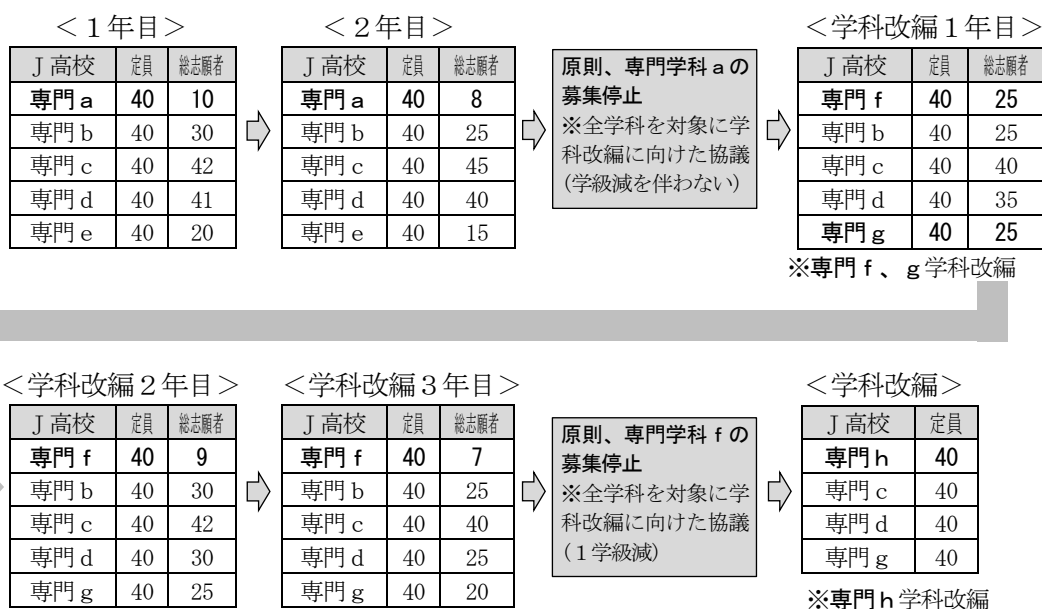 ＜１年目＞
Ｊ高校 定員 総志願者
専門ａ 40 10
専門ｂ 40 30
専門ｃ 40 42
専門ｄ 40 41
専門ｅ 40 20
＜２年目＞
Ｊ高校 定員 総志願者
専門ａ 40 8
専門ｂ 40 25
専門ｃ 40 45
専門ｄ 40 40
専門ｅ 40 15
原則、専門学科ａの
募集停止
※全学科を対象に学
科改編に向けた協議
（学級減を伴わない）
＜学科改編１年目＞
Ｊ高校 定員 総志願者
専門ｆ 40 25
専門ｂ 40 25
専門ｃ 40 40
専門ｄ 40 35
専門ｇ 40 25
※専門ｆ、ｇ学科改編
＜学科改編２年目＞
Ｊ高校 定員 総志願者
専門ｆ 40 9
専門ｂ 40 30
専門ｃ 40 42
専門ｄ 40 30
専門ｇ 40 25
＜学科改編３年目＞
Ｊ高校 定員 総志願者
専門ｆ 40 7
専門ｂ 40 25
専門ｃ 40 40
専門ｄ 40 25
専門ｇ 40 20
原則、専門学科ｆの
募集停止
※全学科を対象に学
科改編に向けた協議
（１学級減）
＜学科改編＞
Ｊ高校 定員
専門ｈ 40
専門ｃ 40
専門ｄ 40
専門ｇ 40
※専門ｈ学科改編